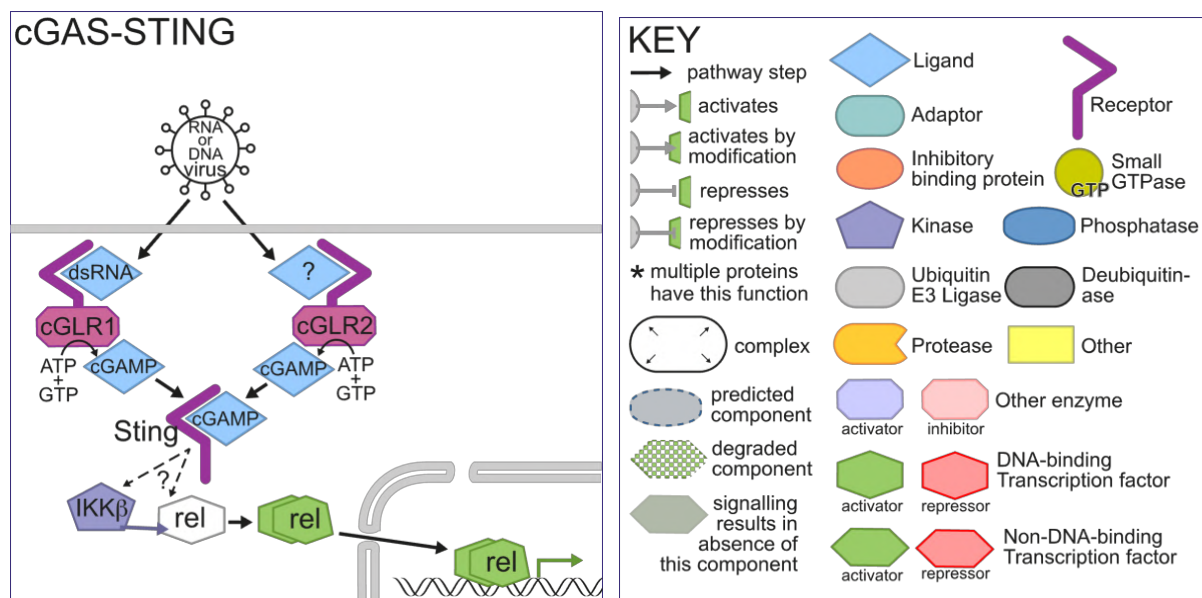 cGAS-STING
RNA
or
DNA
virus
dsRNA
?
cGLR1
cGLR2
ATP
+
GTP
cGAMP
cGAMP
ATP
+
GTP
Sting
cGAMP
?
IKKβ
rel
rel
rel
KEY
pathway step
activates
activates by
modification
represses
represses by
modification
* multiple proteins
have this function
complex
predicted
component
degraded
component
signalling
results in
absence of
this component
Ligand
Receptor
Adaptor
Inhibitory
binding protein
Small
GTPase
GTP
Kinase
Phosphatase
Ubiquitin
E3 Ligase
Deubiquitin-
ase
Protease
Other
Other enzyme
activator
inhibitor
DNA-binding
Transcription factor
activator
repressor
Non-DNA-binding
Transcription factor
activator
repressor